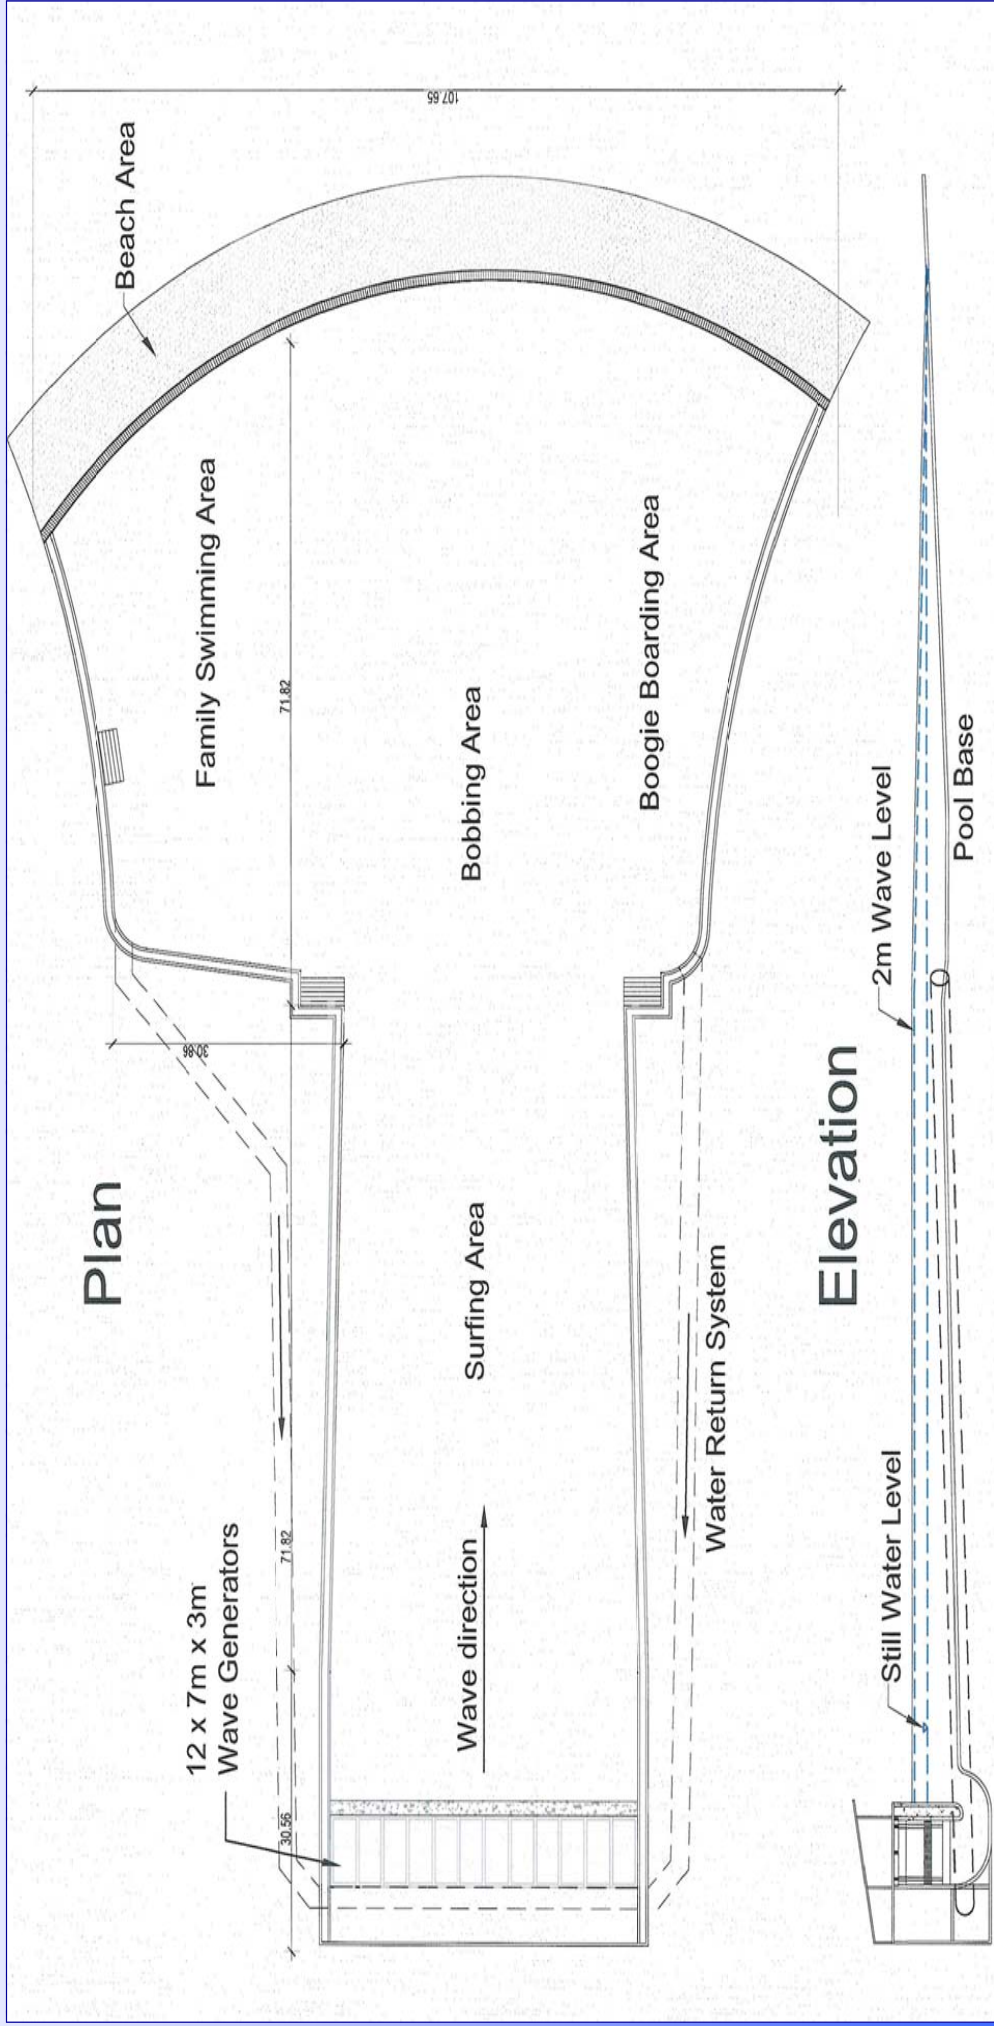 Plan
12 x 7m x 3m
Wave Generators
30.56
71.82
71.82
30.86
107.65
Beach Area
Family Swimming Area
Bobbing Area
Boogie Boarding Area
Surfing Area
Wave direction
Water Return System
Elevation
Still Water Level
2m Wave Level
Pool Base